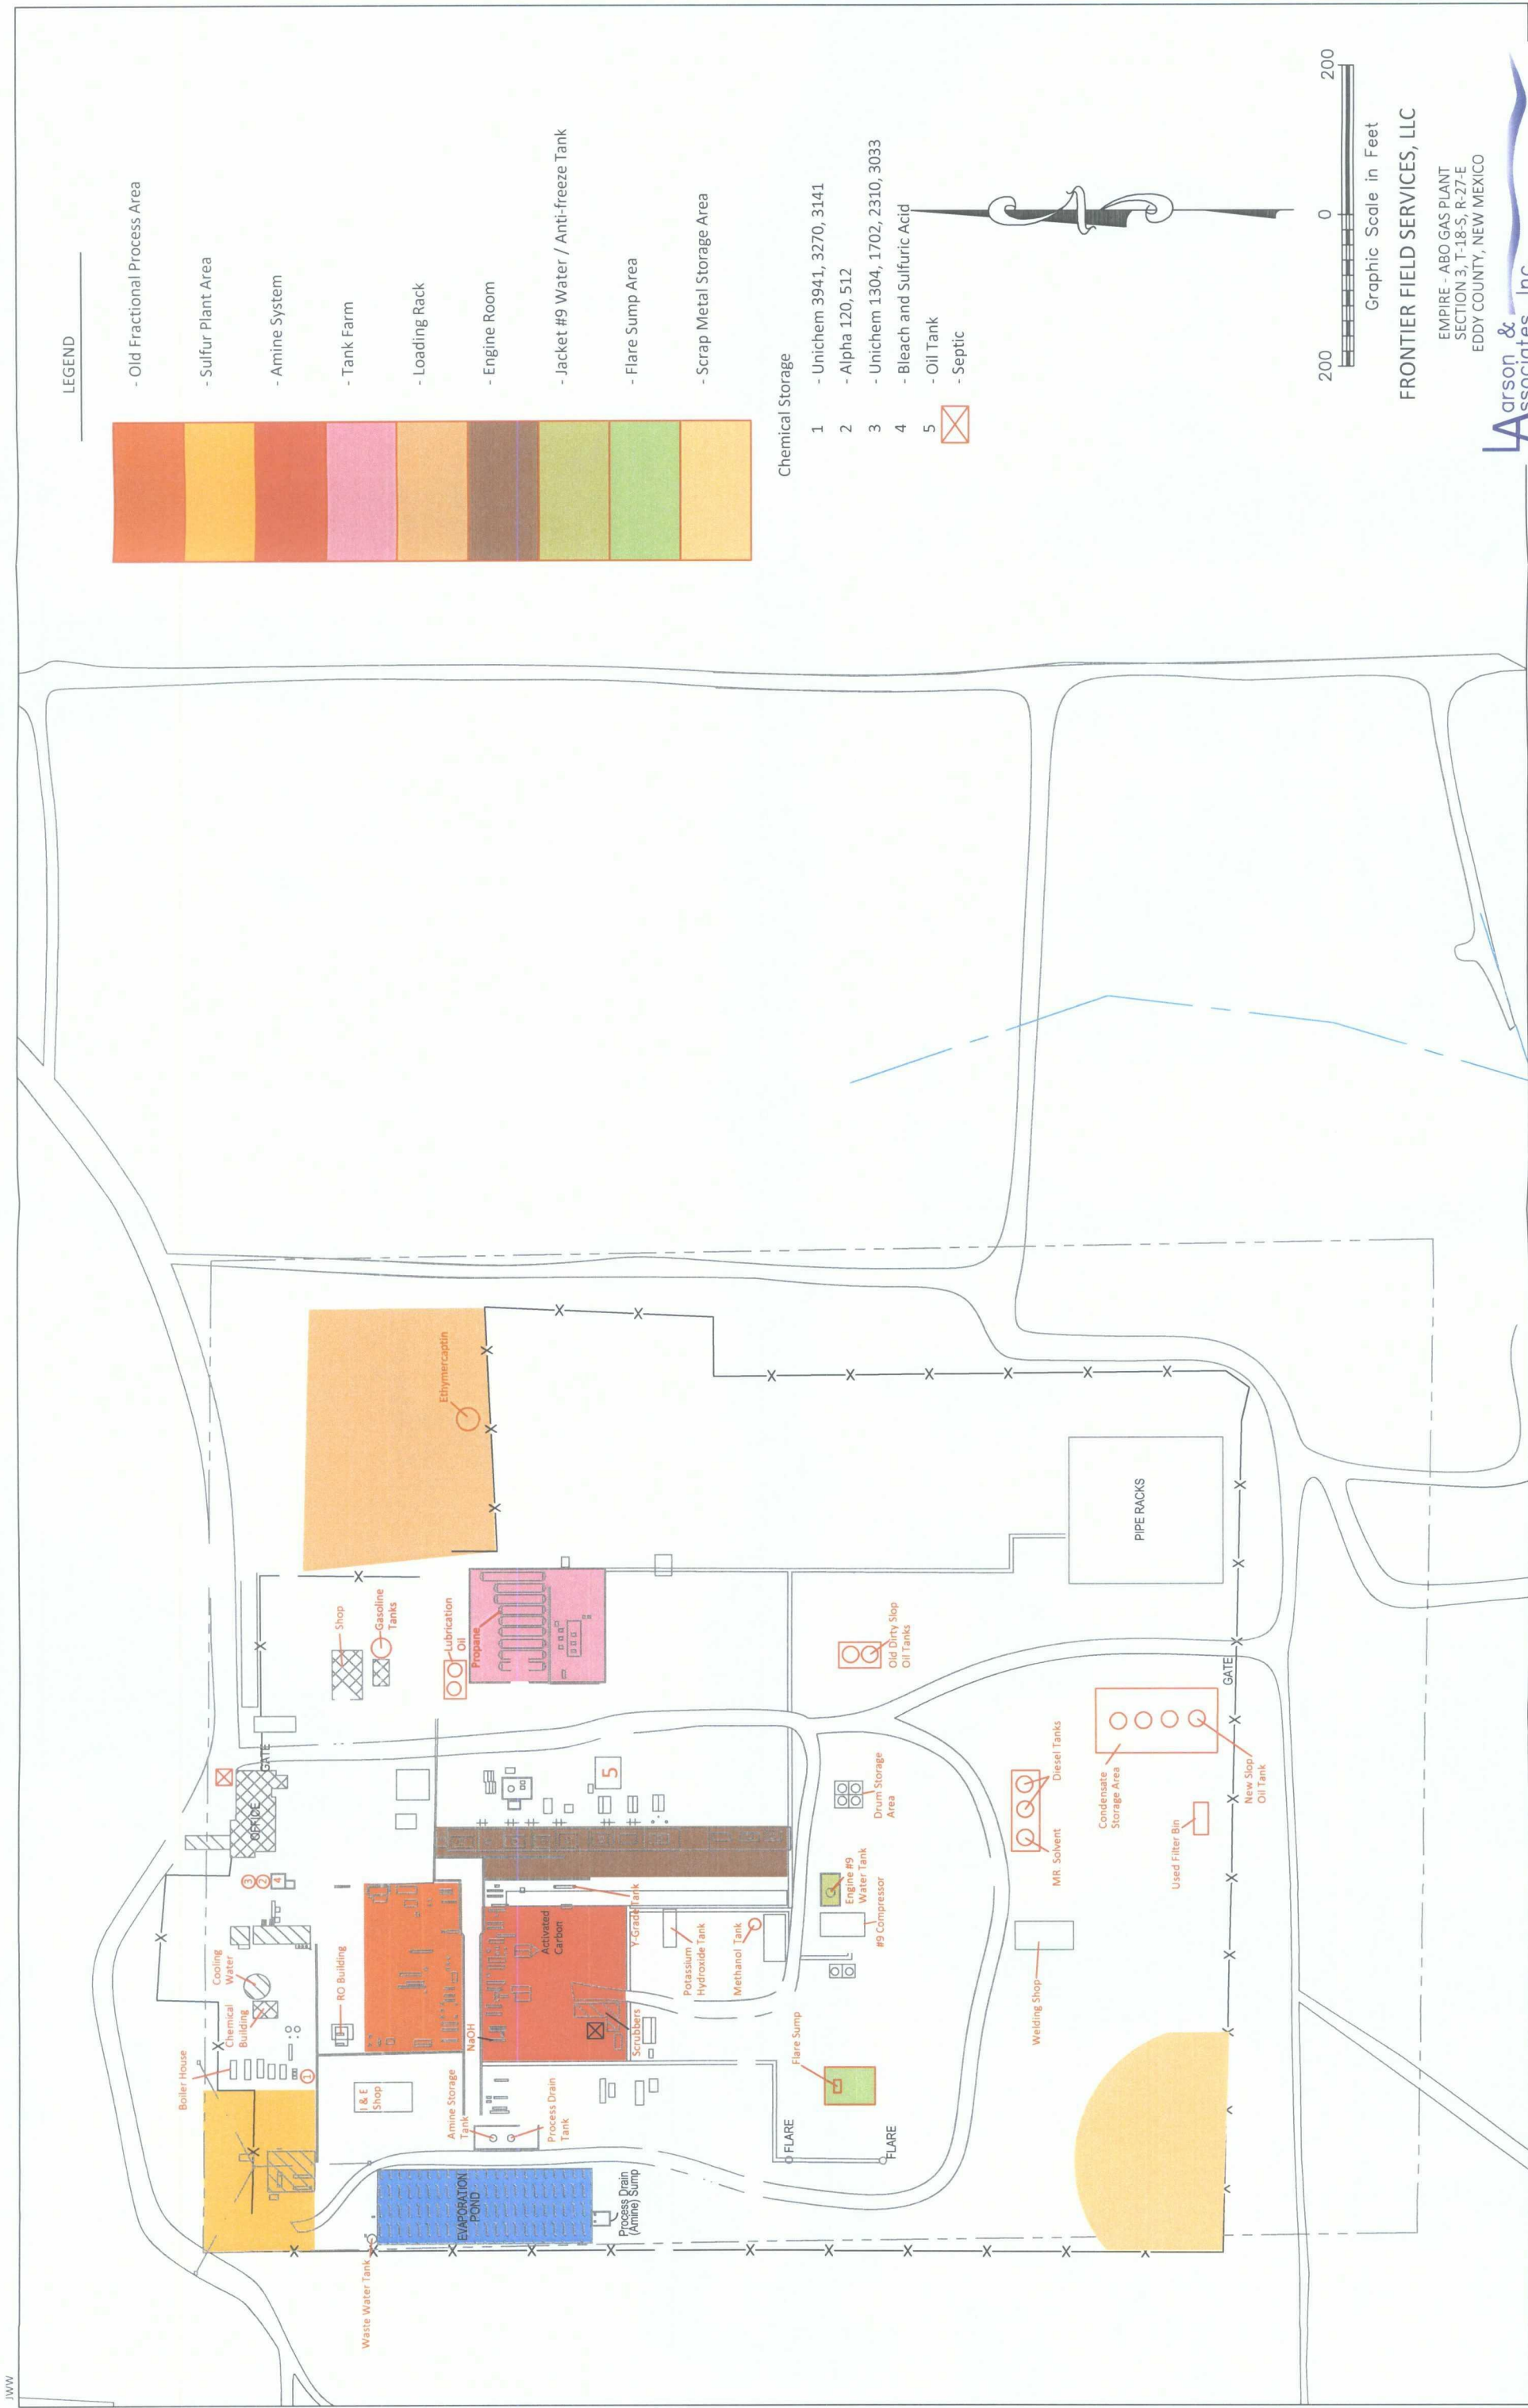 JWW
LEGEND
- Old Fractional Process Area
- Sulfur Plant Area
- Amine System
- Tank Farm
- Loading Rack
- Engine Room
- Jacket #9 Water / Anti-freeze Tank
- Flare Sump Area
- Scrap Metal Storage Area
Chemical Storage
1 - Unichem 3941, 3270, 3141
2 - Alpha 120, 512
3 - Unichem 1304, 1702, 2310, 3033
4 - Bleach and Sulfuric Acid
5 - Oil Tank
- Septic
200 0 200
Graphic Scale in Feet
FRONTIER FIELD SERVICES, LLC
EMPIRE - ABO GAS PLANT
SECTION 3, T-18-S, R-27-E
EDDY COUNTY, NEW MEXICO
Larson &
Associates, Inc.
Boiler House
Chemical
Building
Cooling
Water
3
2
4
1
OFFICE
GATE
RO Building
I & E
Shop
Shop
Gasoline
Tanks
Lubrication
Oil
Propane
Ethymercaptin
Waste Water Tank
EVAPORATION
POND
Process Drain
(Amine) Sump
Amine Storage
Tank
Process Drain
Tank
NaOH
Activated
Carbon
Scrubbers
Y-Grade Tank
5
Potassium
Hydroxide Tank
Methanol Tank
Engine #9
Water Tank
#9 Compressor
Drum Storage
Area
Old Dirty Slop
Oil Tanks
Flare Sump
FLARE
FLARE
Welding Shop
MR. Solvent
Diesel Tanks
Condensate
Storage Area
New Slop
Oil Tank
Used Filter Bin
GATE
PIPE RACKS